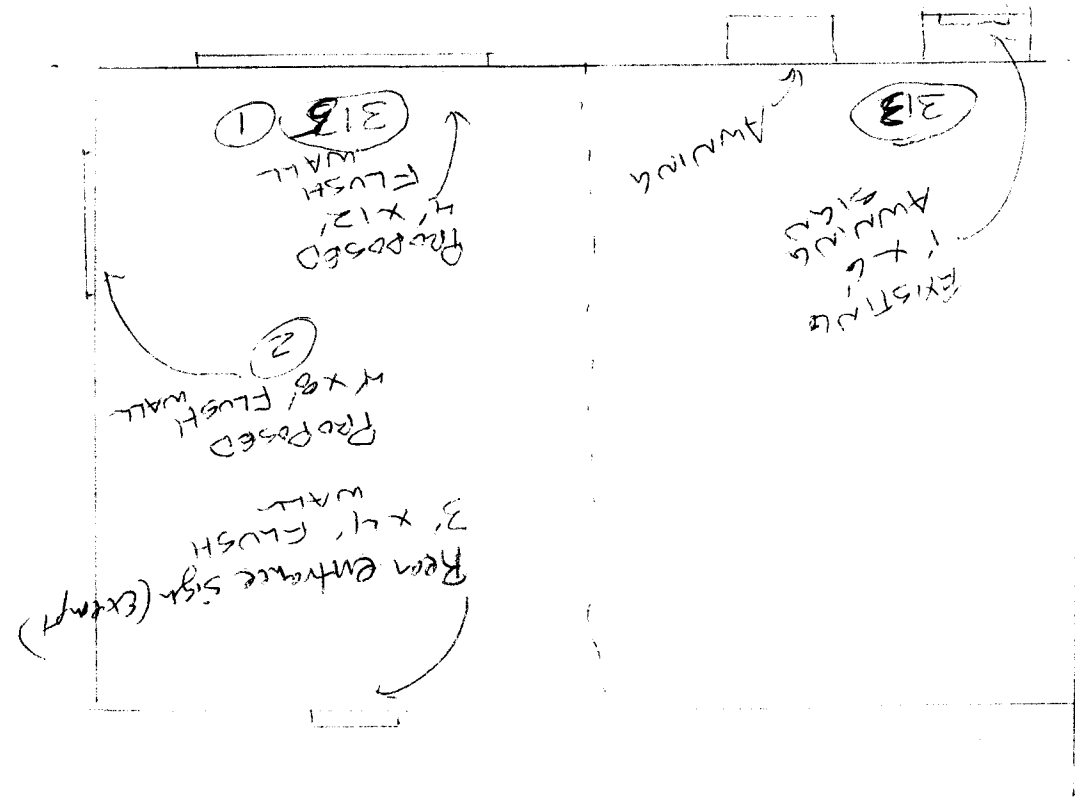 Rear entrance sign (Exempt)
3' x 4' FLUSH
WALL
PROPOSED
4' x 8' FLUSH
WALL
2
EXISTING
1' x 6'
AWNING
SIGN
313
AWNING
PROPOSED
4' x 12'
FLUSH
WALL
315
1